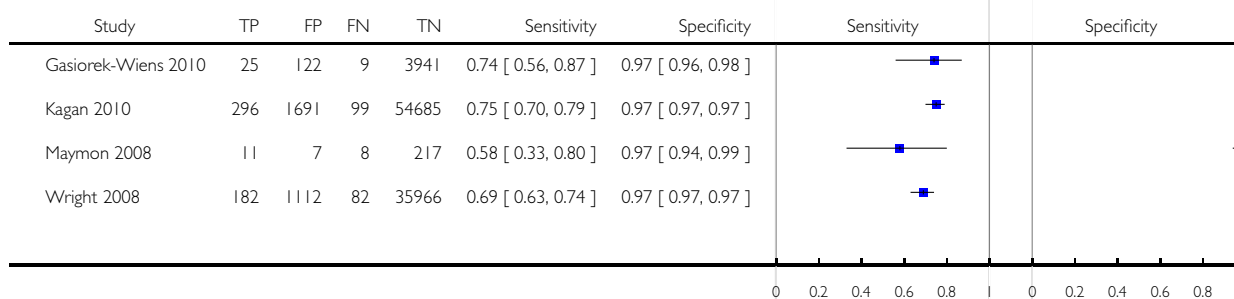 Study TP FP FN TN Sensitivity Specificity Sensitivity Specificity
Gasiorek-Wiens 2010 25 122 9 3941 0.74 [ 0.56, 0.87 ] 0.97 [ 0.96, 0.98 ]
Kagan 2010 296 1691 99 54685 0.75 [ 0.70, 0.79 ] 0.97 [ 0.97, 0.97 ]
Maymon 2008 11 7 8 217 0.58 [ 0.33, 0.80 ] 0.97 [ 0.94, 0.99 ]
Wright 2008 182 1112 82 35966 0.69 [ 0.63, 0.74 ] 0.97 [ 0.97, 0.97 ]
0 0.2 0.4 0.6 0.8 1 0 0.2 0.4 0.6 0.8